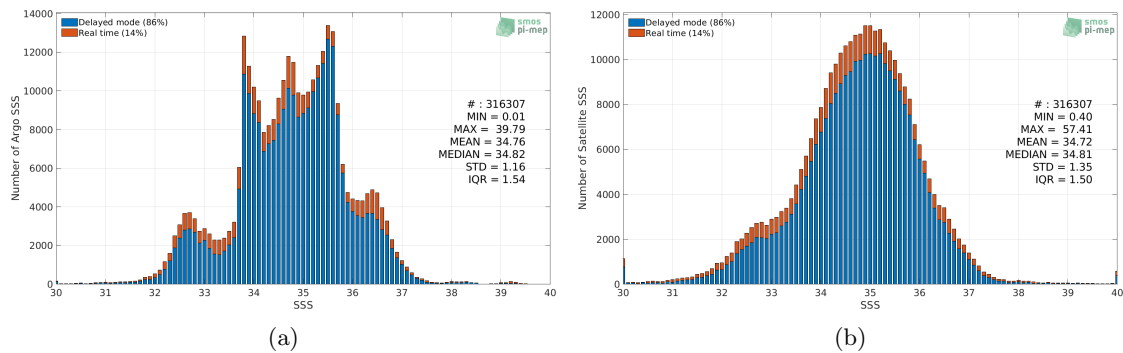 Delayed mode (86%)
Real time (14%)
smos
pi-mep
14000
12000
10000
8000
6000
4000
2000
0
Number of Argo SSS
# : 316307
MIN = 0.01
MAX = 39.79
MEAN = 34.76
MEDIAN = 34.82
STD = 1.16
IQR = 1.54
30 31 32 33 34 35 36 37 38 39 40
SSS
(a)
Delayed mode (86%)
Real time (14%)
smos
pi-mep
12000
10000
8000
6000
4000
2000
0
Number of Satellite SSS
# : 316307
MIN = 0.40
MAX = 57.41
MEAN = 34.72
MEDIAN = 34.81
STD = 1.35
IQR = 1.50
30 31 32 33 34 35 36 37 38 39 40
SSS
(b)